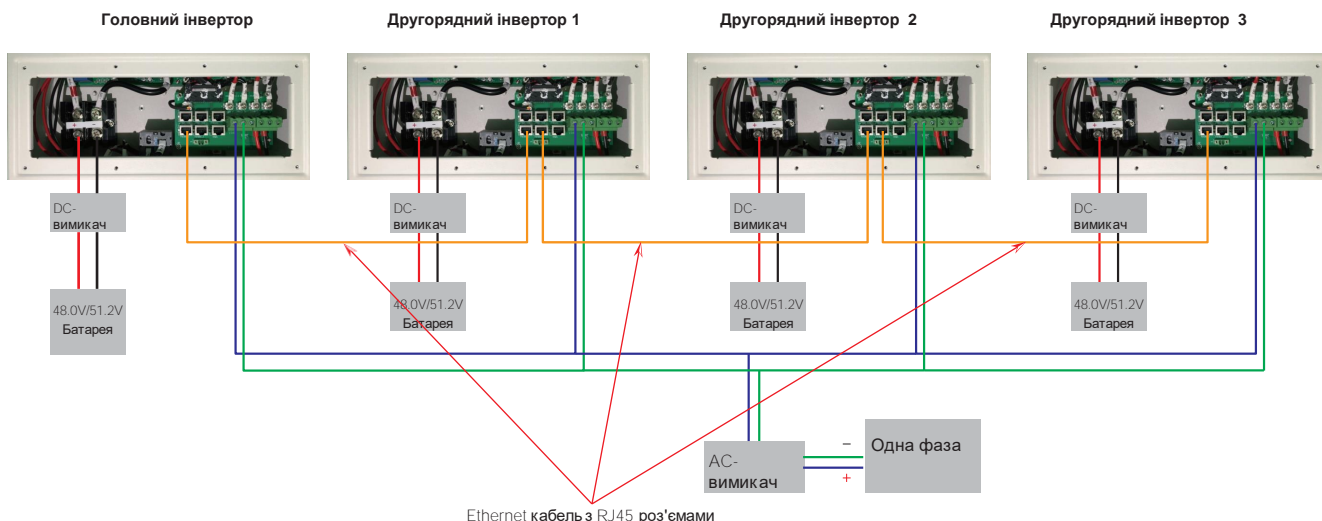 Головний інвертор
Другорядний інвертор 1
Другорядний інвертор 2
Другорядний інвертор 3
DC-
вимикач
DC-
вимикач
DC-
вимикач
DC-
вимикач
48.0V/51.2V
Батарея
48.0V/51.2V
Батарея
48.0V/51.2V
Батарея
48.0V/51.2V
Батарея
AC-
вимикач
−
+
Одна фаза
Ethernet кабель з RJ45 роз'ємами